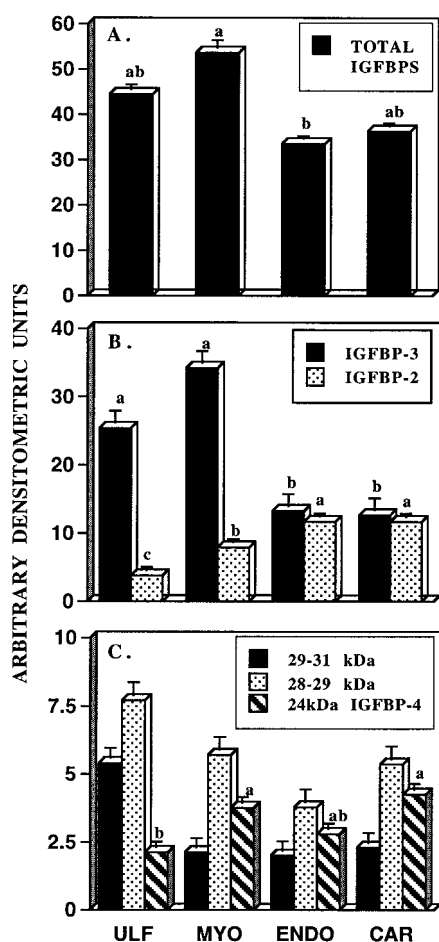 ARBITRARY DENSITOMETRIC UNITS
A.
TOTAL
IGFBPS
60
50
40
30
20
10
0
ab
a
b
ab
B.
IGFBP-3
IGFBP-2
40
30
20
10
0
a
c
a
b
b
a
b
a
C.
29-31 kDa
28-29 kDa
24kDa IGFBP-4
10
7.5
5
2.5
0
b
a
ab
a
ULF MYO ENDO CAR